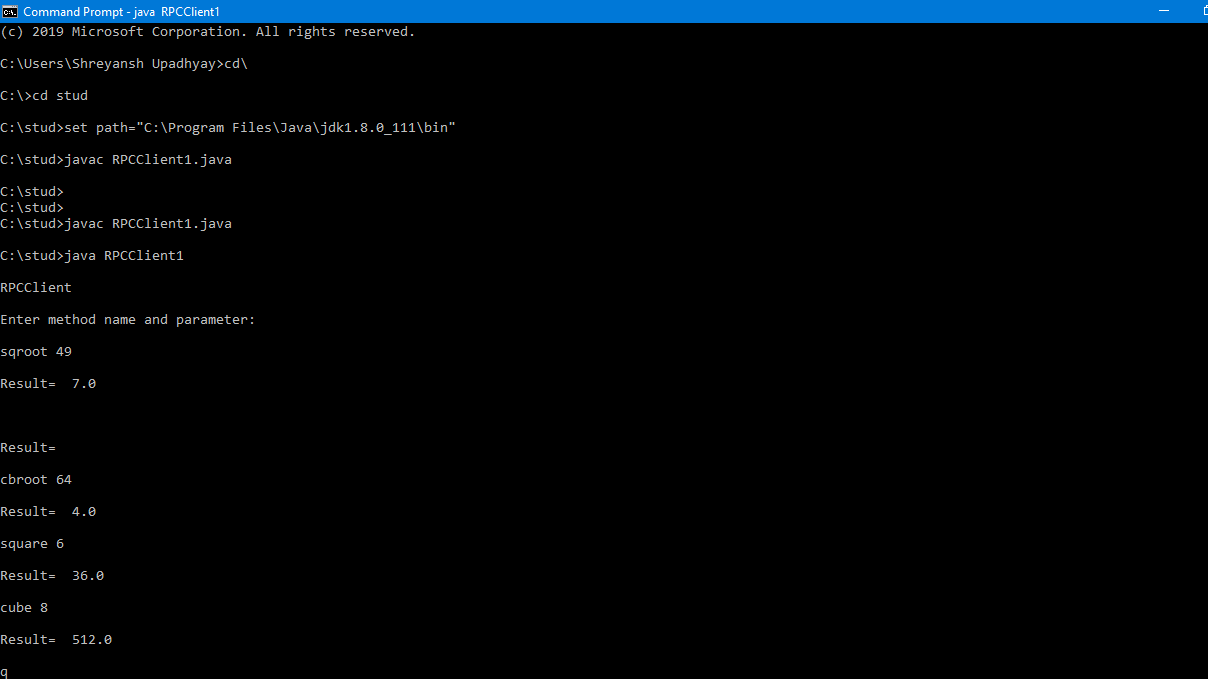 Command Prompt - java  RPCClient1
(c) 2019 Microsoft Corporation. All rights reserved.
C:\Users\Shreyansh Upadhyay>cd\
C:\>cd stud
C:\stud>set path="C:\Program Files\Java\jdk1.8.0_111\bin"
C:\stud>javac RPCClient1.java
C:\stud>
C:\stud>
C:\stud>javac RPCClient1.java
C:\stud>java RPCClient1
RPCClient
Enter method name and parameter:
sqroot 49
Result=  7.0
Result=
cbroot 64
Result=  4.0
square 6
Result=  36.0
cube 8
Result=  512.0
q